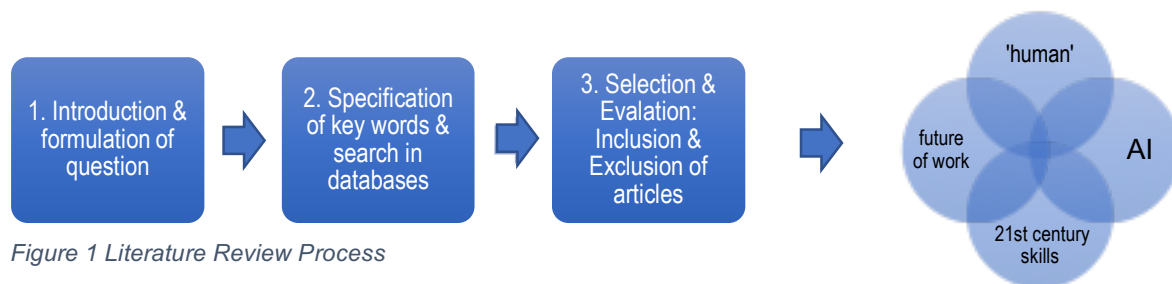 1. Introduction &
formulation of
question
2. Specification
of key words &
search in
databases
3. Selection &
Evalation:
Inclusion &
Exclusion of
articles
'human'
future
of work
AI
21st century
skills
Figure 1 Literature Review Process